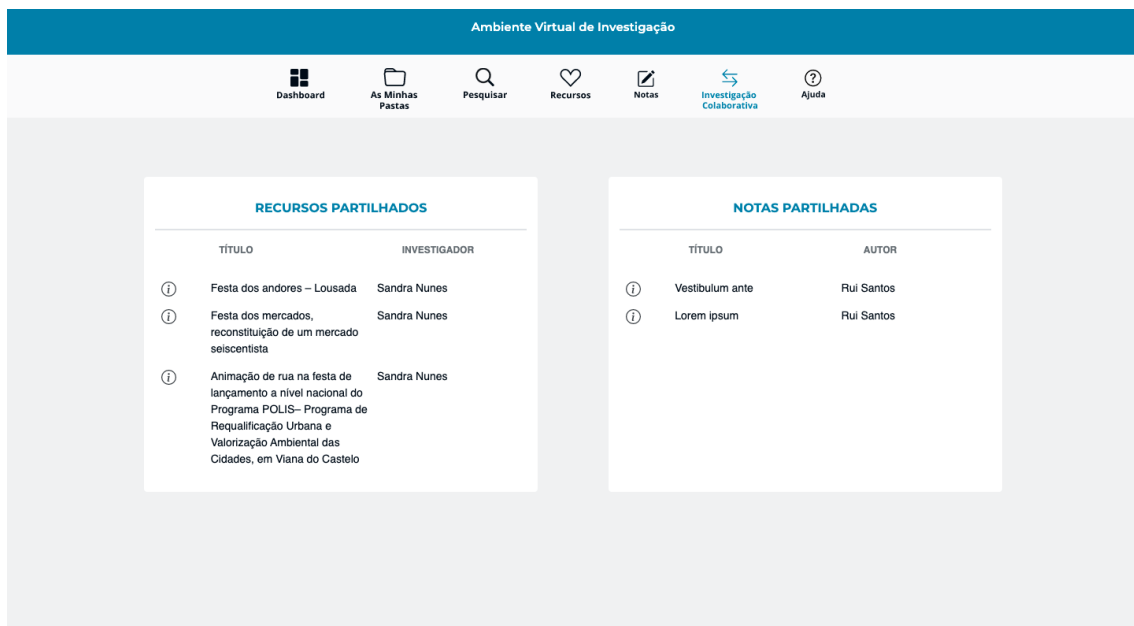 Ambiente Virtual de Investigação
Dashboard
As Minhas
Pastas
Pesquisar
Recursos
Notas
Investigação
Colaborativa
Ajuda
RECURSOS PARTILHADOS
TÍTULO INVESTIGADOR
Festa dos andores – Lousada Sandra Nunes
Festa dos mercados, Sandra Nunes
reconstituição de um mercado
seiscentista
Animação de rua na festa de Sandra Nunes
lançamento a nível nacional do
Programa POLIS– Programa de
Requalificação Urbana e
Valorização Ambiental das
Cidades, em Viana do Castelo
NOTAS PARTILHADAS
TÍTULO AUTOR
Vestibulum ante Rui Santos
Lorem ipsum Rui Santos